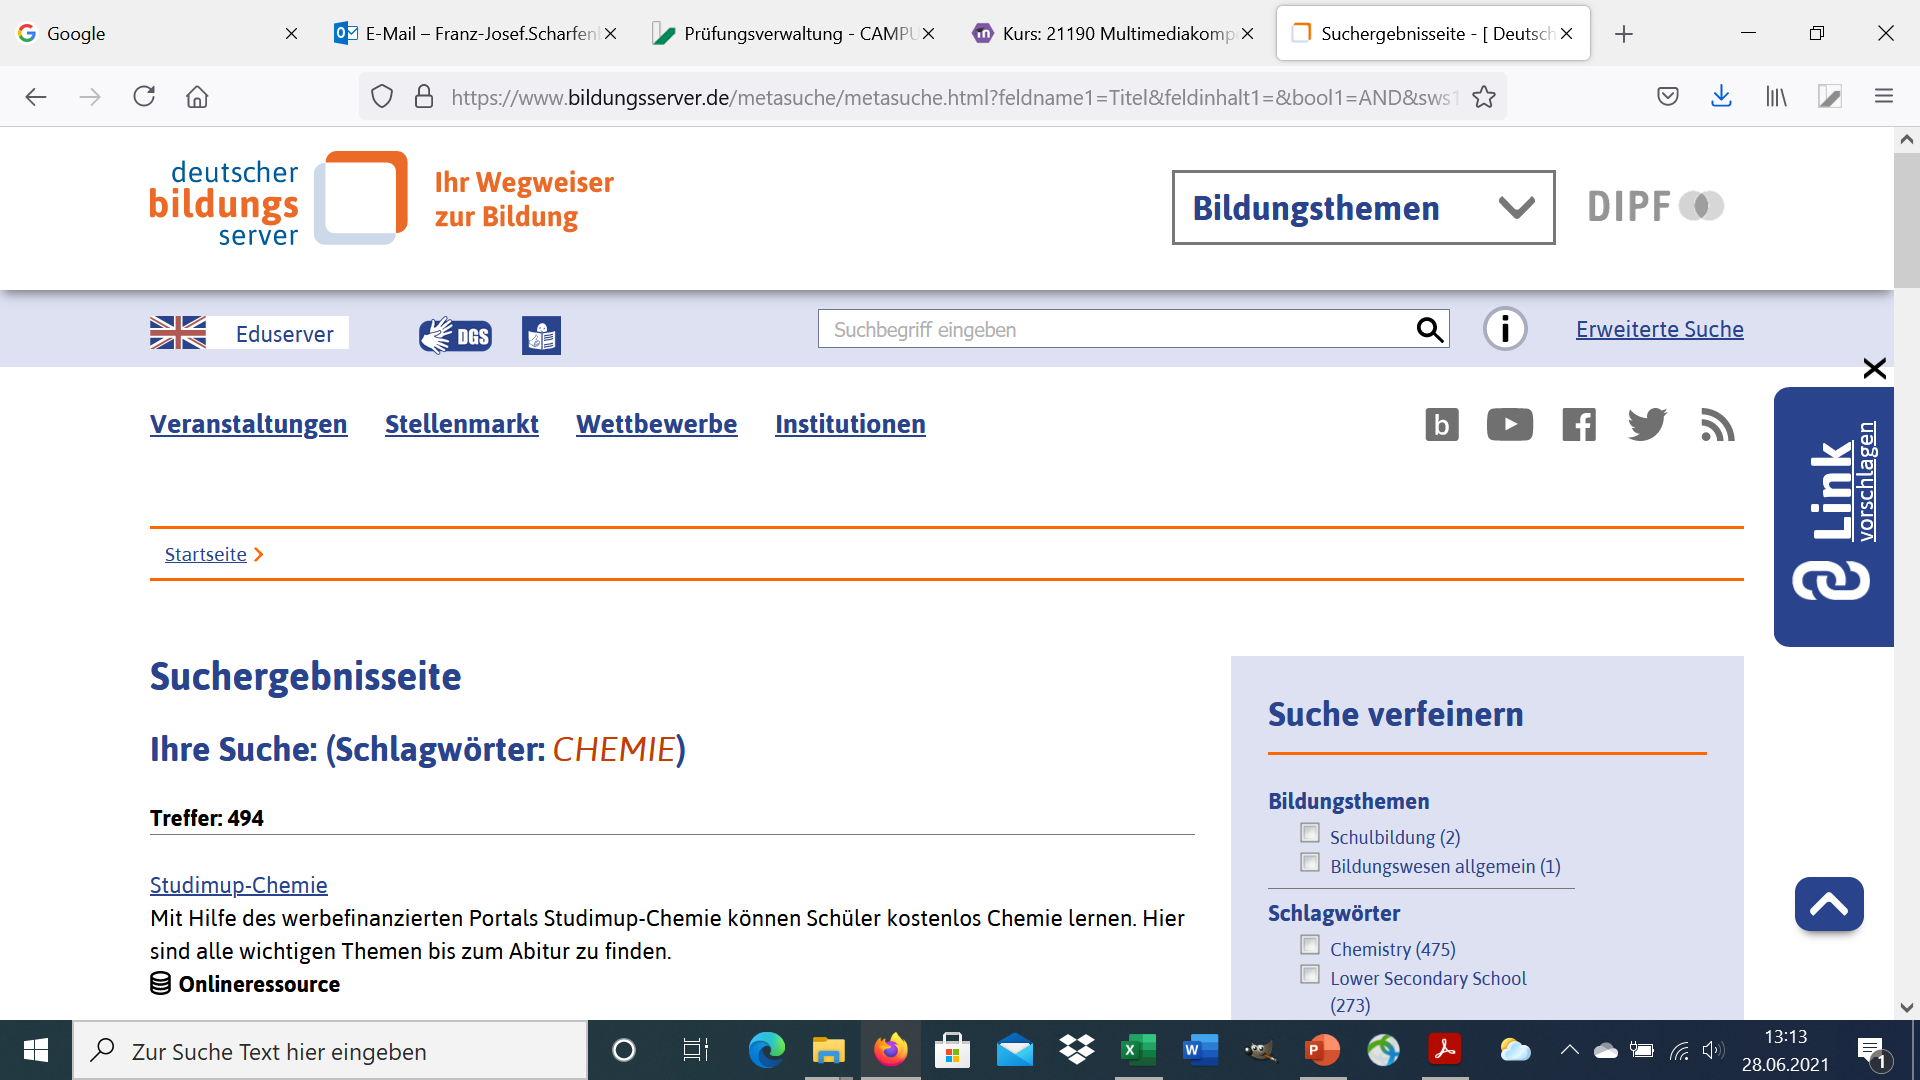 Google
E-Mail – Franz-Josef.Scharfen
Prüfungsverwaltung - CAMPU
Kurs: 21190 Multimediakomp
Suchergebnisseite - [ Deutsch
https://www.bildungsserver.de/metasuche/metasuche.html?feldname1=Titel&feldinhalt1=&bool1=AND&sws1
deutscher
bildungs
server
Ihr Wegweiser
zur Bildung
Bildungsthemen
DIPF
Eduserver
DGS
Suchbegriff eingeben
i
Erweiterte Suche
Veranstaltungen
Stellenmarkt
Wettbewerbe
Institutionen
b
Link
vorschlagen
Startseite
Suchergebnisseite
Ihre Suche: (Schlagwörter: CHEMIE)
Treffer: 494
Studimup-Chemie
Mit Hilfe des werbefinanzierten Portals Studimup-Chemie können Schüler kostenlos Chemie lernen. Hier
sind alle wichtigen Themen bis zum Abitur zu finden.
Onlineressource
Suche verfeinern
Bildungsthemen
Schulbildung (2)
Bildungswesen allgemein (1)
Schlagwörter
Chemistry (475)
Lower Secondary School
(273)
Zur Suche Text hier eingeben
13:13
28.06.2021
1